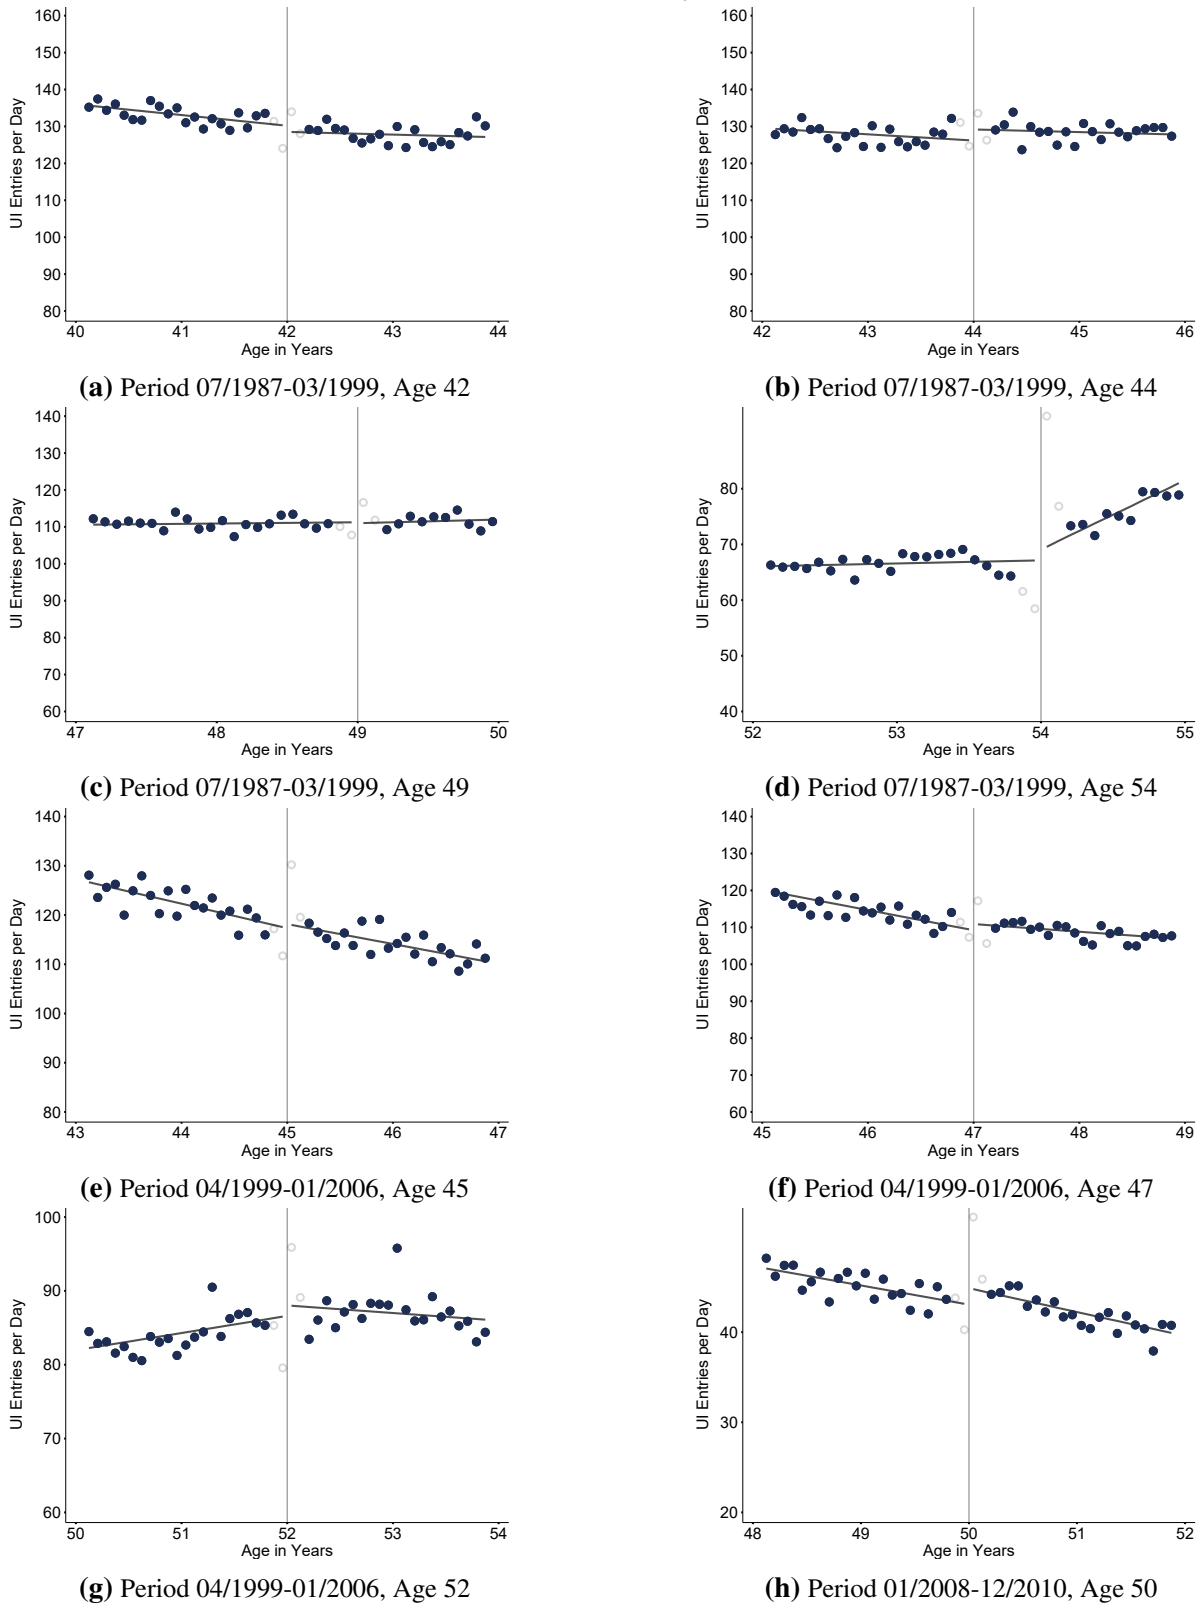 160
150
140
130
120
110
100
90
80
UI Entries per Day
40 41 42 43 44
Age in Years
(a) Period 07/1987-03/1999, Age 42
160
150
140
130
120
110
100
90
80
UI Entries per Day
42 43 44 45 46
Age in Years
(b) Period 07/1987-03/1999, Age 44
140
130
120
110
100
90
80
70
60
UI Entries per Day
47 48 49 50
Age in Years
(c) Period 07/1987-03/1999, Age 49
80
70
60
50
40
UI Entries per Day
52 53 54 55
Age in Years
(d) Period 07/1987-03/1999, Age 54
140
130
120
110
100
90
80
UI Entries per Day
43 44 45 46 47
Age in Years
(e) Period 04/1999-01/2006, Age 45
140
130
120
110
100
90
80
70
60
UI Entries per Day
45 46 47 48 49
Age in Years
(f) Period 04/1999-01/2006, Age 47
100
90
80
70
60
UI Entries per Day
50 51 52 53 54
Age in Years
(g) Period 04/1999-01/2006, Age 52
40
30
20
UI Entries per Day
48 49 50 51 52
Age in Years
(h) Period 01/2008-12/2010, Age 50